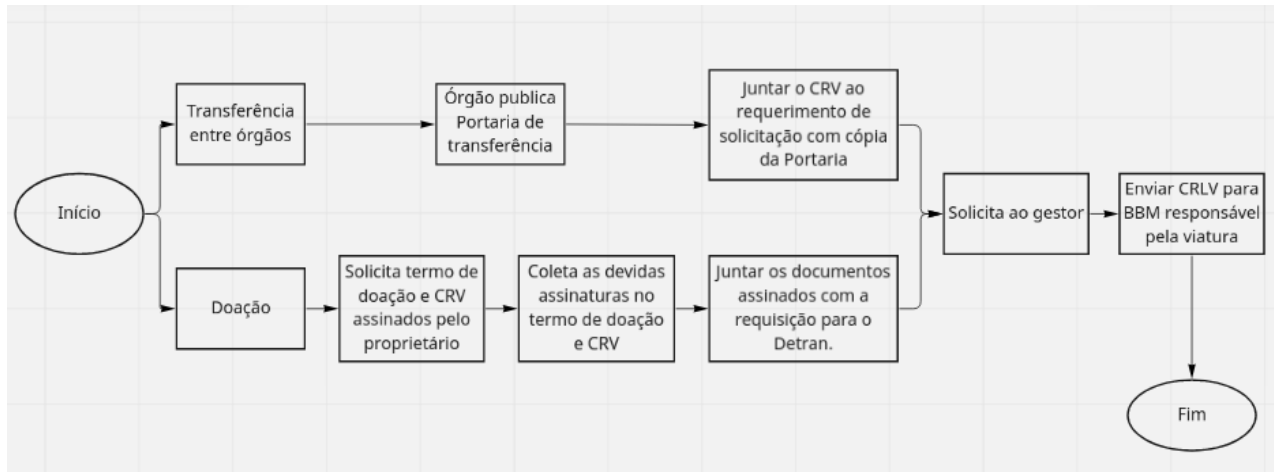 Início
Transferência
entre órgãos
Órgão publica
Portaria de
transferência
Juntar o CRV ao
requerimento de
solicitação com cópia
da Portaria
Doação
Solicita termo de
doação e CRV
assinados pelo
proprietário
Coleta as devidas
assinaturas no
termo de doação
e CRV
Juntar os documentos
assinados com a
requisição para o
Detran.
Solicita ao gestor
Enviar CRLV para
BBM responsável
pela viatura
Fim